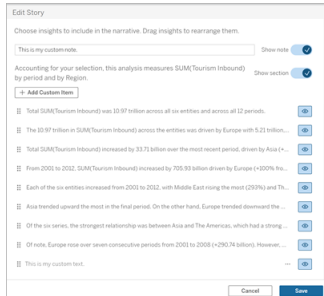 Edit Story
Choose insights to include in the narrative. Drag insights to rearrange them.
This is my custom note.
Show note
Accounting for your selection, this analysis measures SUM(Tourism Inbound)
by period and by Region.
Show section
+ Add Custom Item
Total SUM(Tourism Inbound) was 10.97 trillion across all six entities and across all 12 periods.
The 10.97 trillion in SUM(Tourism Inbound) across the entities was driven by Europe with 5.21 trillion,...
Total SUM(Tourism Inbound) increased by 33.71 billion over the most recent period, driven by Asia (+...
From 2001 to 2012, SUM(Tourism Inbound) increased by 705.93 billion driven by Europe (+100% fro...
Each of the six entities increased from 2001 to 2012, with Middle East rising the most (293%) and Th...
Asia trended upward the most in the final period. On the other hand, Europe trended downward the ...
Of the six series, the strongest relationship was between Asia and The Americas, which had a strong ...
Of note, Europe rose over seven consecutive periods from 2001 to 2008 (+290.74 billion). However, ...
This is my custom text.
Cancel
Save